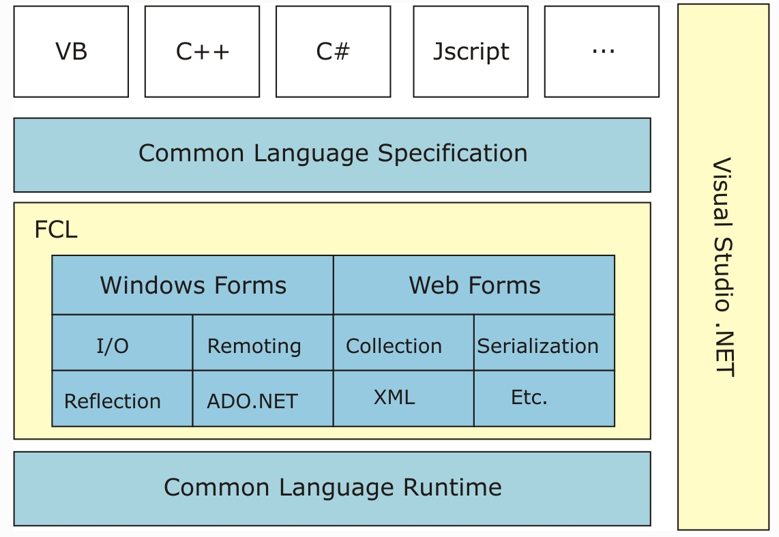 VB
C++
C#
Jscript
...
Common Language Specification
FCL
Windows Forms
Web Forms
I/O
Remoting
Collection
Serialization
Reflection
ADO.NET
XML
Etc.
Common Language Runtime
Visual Studio .NET